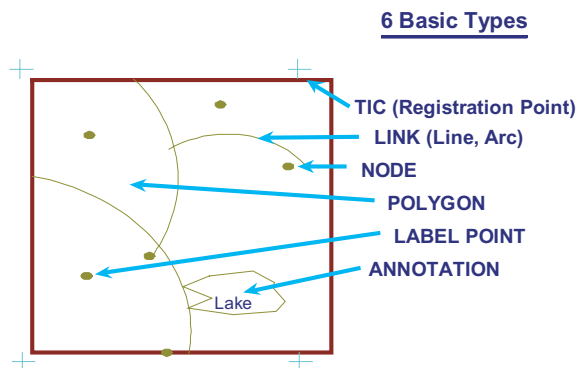 6 Basic Types
TIC (Registration Point)
LINK (Line, Arc)
NODE
POLYGON
LABEL POINT
ANNOTATION
Lake